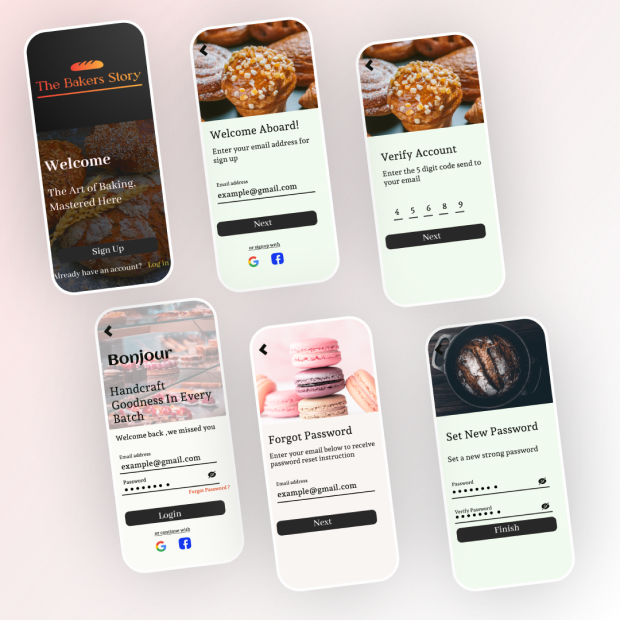 The Bakers Story
Welcome
The Art of Baking,
Mastered Here
Sign Up
Already have an account? Log in
Welcome Aboard!
Enter your email address for
sign up
Email address
example@gmail.com
Next
or signup with
Verify Account
Enter the 5 digit code send to
your email
4 5 6 8 9
Next
Bonjour
Handcraft
Goodness In Every
Batch
Welcome back ,we missed you
Email address
example@gmail.com
Password
Forgot Password ?
Login
or continue with
Forgot Password
Enter your email below to receive
password reset instruction
Email address
example@gmail.com
Next
Set New Password
Set a new strong password
Password
Verify Password
Finish